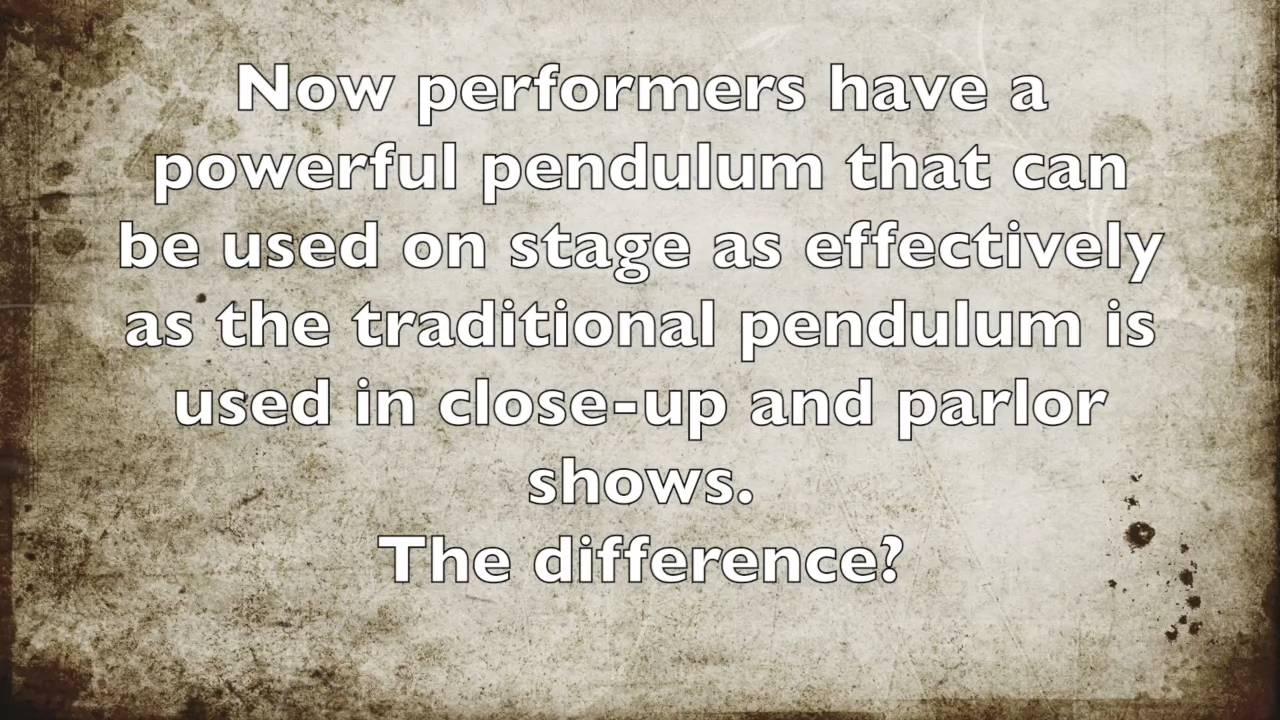 Now performers have a
powerful pendulum that can
be used on stage as effectively
as the traditional pendulum is
used in close-up and parlor
shows.
The difference?